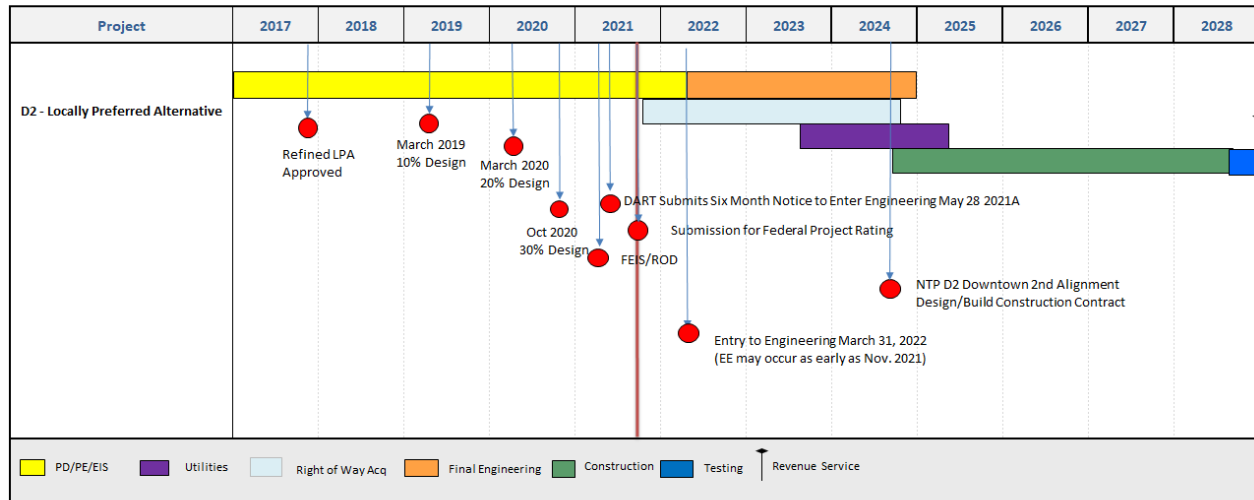 Project 2017 2018 2019 2020 2021 2022 2023 2024 2025 2026 2027 2028
D2 - Locally Preferred Alternative
Refined LPA
Approved
March 2019
10% Design
March 2020
20% Design
Oct 2020
30% Design
DART Submits Six Month Notice to Enter Engineering May 28 2021A
Submission for Federal Project Rating
FEIS/ROD
NTP D2 Downtown 2nd Alignment
Design/Build Construction Contract
Entry to Engineering March 31, 2022
(EE may occur as early as Nov. 2021)
PD/PE/EIS Utilities Right of Way Acq Final Engineering Construction Testing Revenue Service